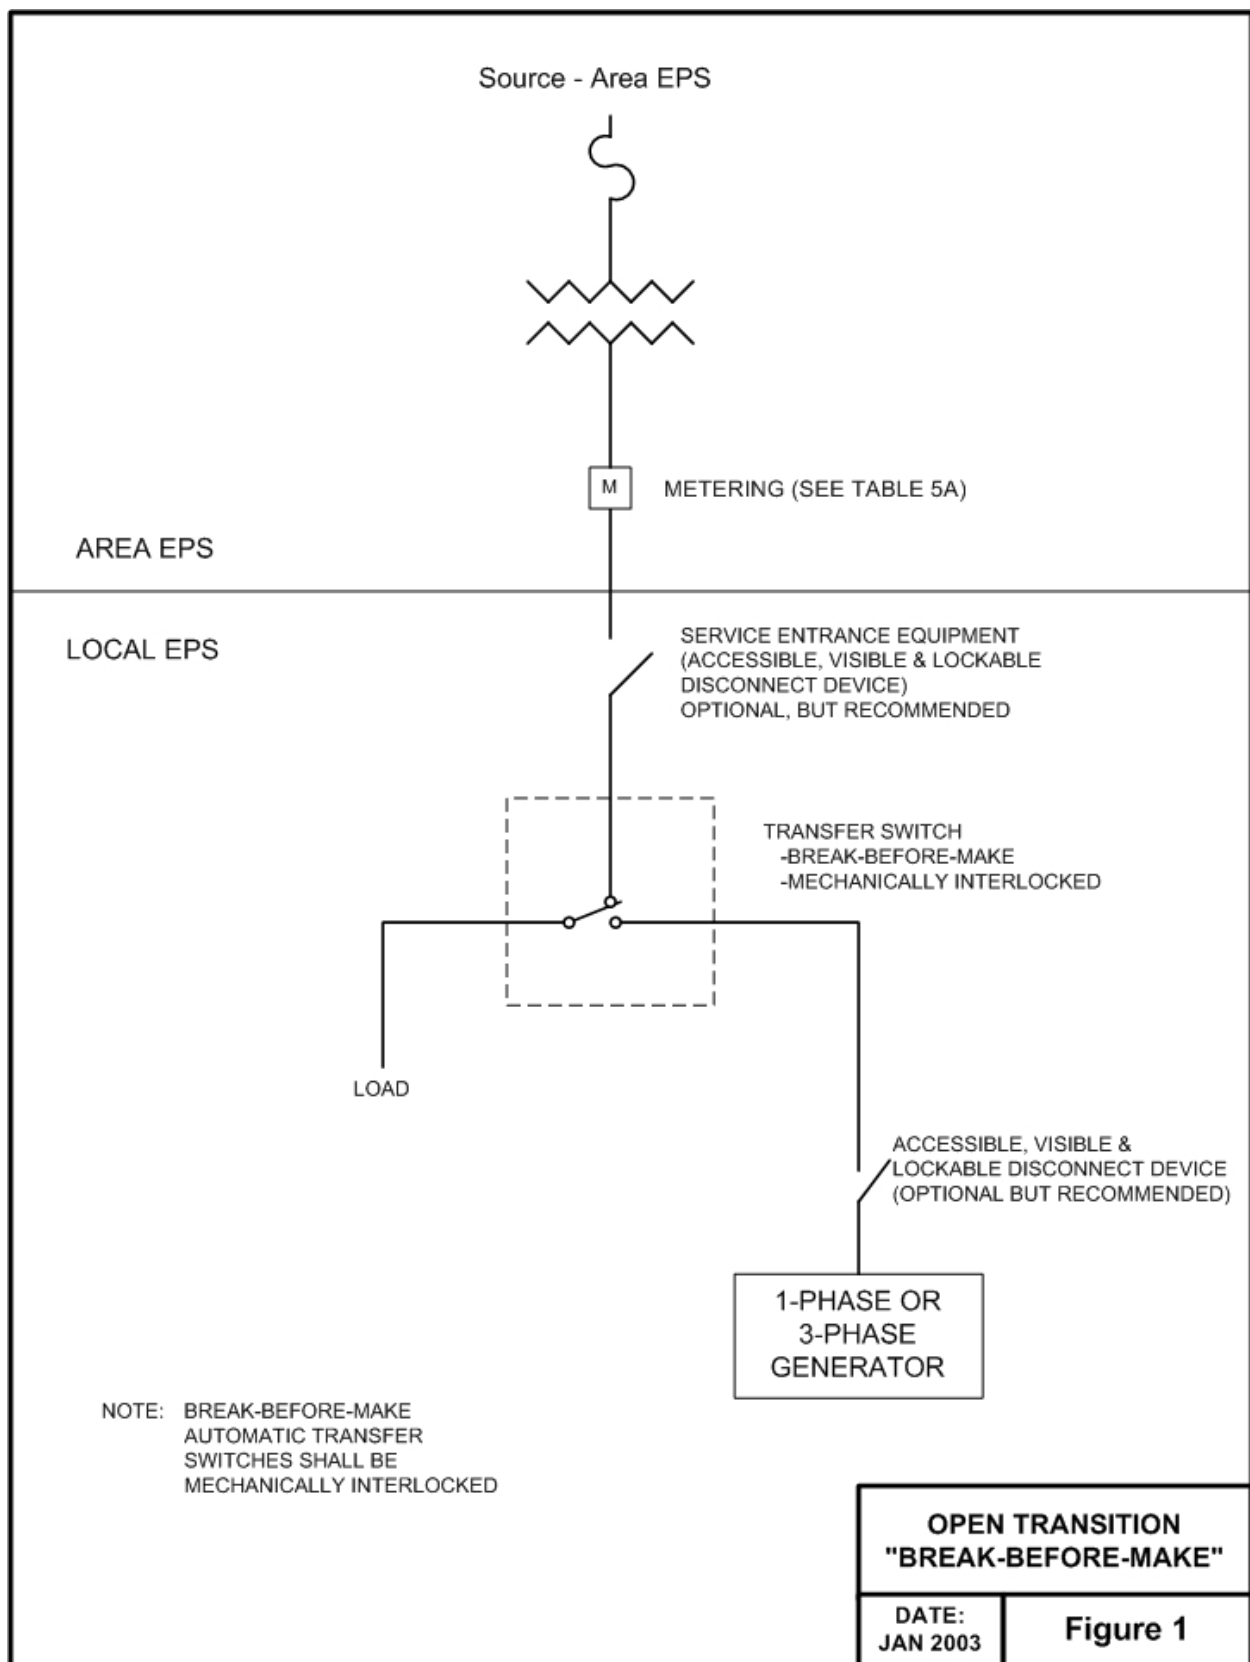 Source - Area EPS
M
METERING (SEE TABLE 5A)
AREA EPS
LOCAL EPS
SERVICE ENTRANCE EQUIPMENT
(ACCESSIBLE, VISIBLE & LOCKABLE
DISCONNECT DEVICE)
OPTIONAL, BUT RECOMMENDED
TRANSFER SWITCH
-BREAK-BEFORE-MAKE
-MECHANICALLY INTERLOCKED
LOAD
ACCESSIBLE, VISIBLE &
LOCKABLE DISCONNECT DEVICE
(OPTIONAL BUT RECOMMENDED)
1-PHASE OR
3-PHASE
GENERATOR
NOTE: BREAK-BEFORE-MAKE
AUTOMATIC TRANSFER
SWITCHES SHALL BE
MECHANICALLY INTERLOCKED
OPEN TRANSITION
"BREAK-BEFORE-MAKE"
DATE:
JAN 2003
Figure 1